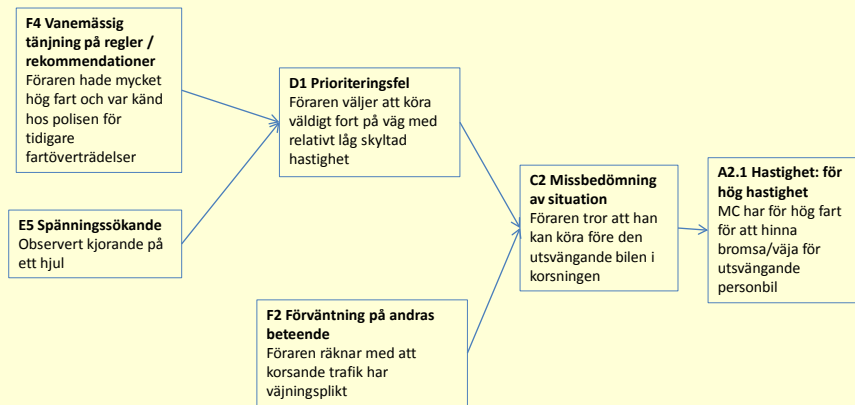 F4 Vanemässig
tänjning på regler /
rekommendationer
Föraren hade mycket
hög fart och var känd
hos polisen för
tidigare
fartöverträdelser
E5 Spänningssökande
Observert kjorande på
ett hjul
D1 Prioriteringsfel
Föraren väljer att köra
väldigt fort på väg med
relativt låg skyltad
hastighet
F2 Förväntning på andras
beteende
Föraren räknar med att
korsande trafik har
väjningsplikt
C2 Missbedömning
av situation
Föraren tror att han
kan köra före den
utsvängande bilen i
korsningen
A2.1 Hastighet: för
hög hastighet
MC har för hög fart
för att hinna
bromsa/väja för
utsvängande
personbil